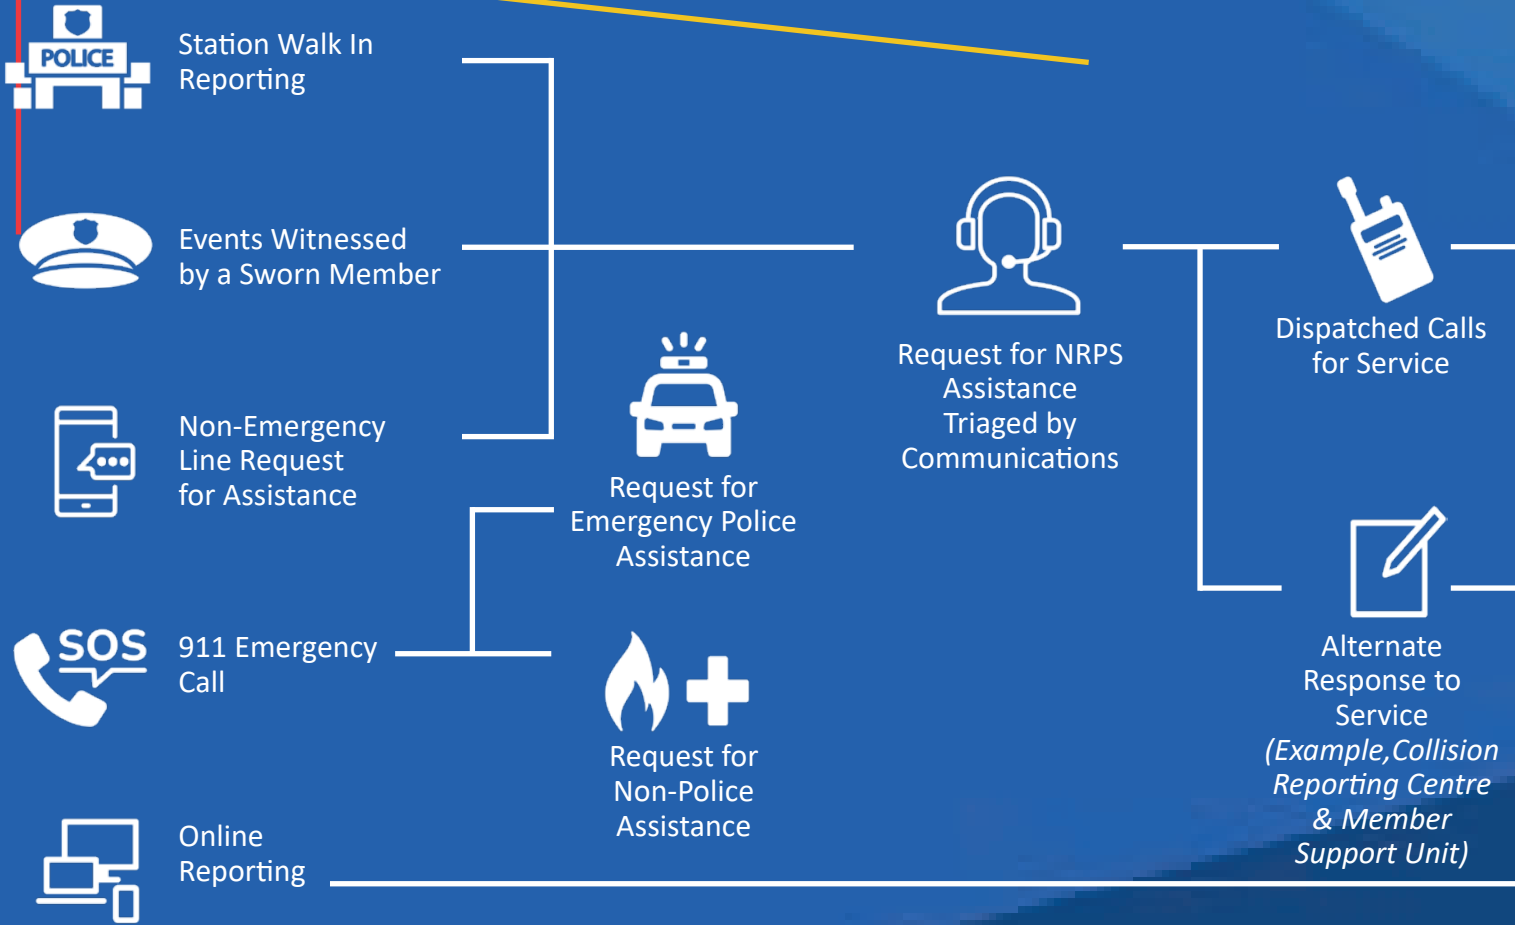 POLICE
Station Walk In
Reporting
Events Witnessed
by a Sworn Member
Non-Emergency
Line Request
for Assistance
SOS
911 Emergency
Call
Online
Reporting
Request for
Emergency Police
Assistance
Request for
Non-Police
Assistance
Request for NRPS
Assistance
Triaged by
Communications
Dispatched Calls
for Service
Alternate
Response to
Service
(Example,Collision
Reporting Centre
& Member
Support Unit)